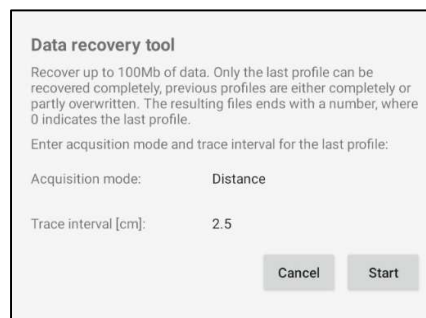 Data recovery tool
Recover up to 100Mb of data. Only the last profile can be
recovered completely, previous profiles are either completely or
partly overwritten. The resulting files ends with a number, where
0 indicates the last profile.
Enter acqusition mode and trace interval for the last profile:
Acquisition mode: Distance
Trace interval [cm]: 2.5
Cancel Start